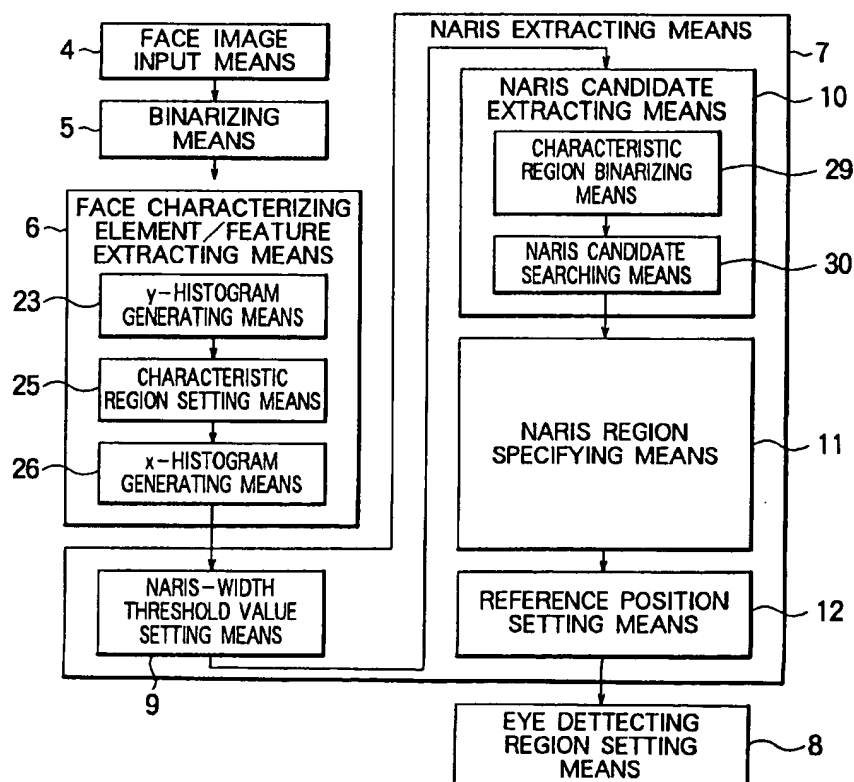 4
FACE IMAGE
INPUT MEANS
5
BINARIZING
MEANS
6
FACE CHARACTERIZING
ELEMENT/FEATURE
EXTRACTING MEANS
23
y-HISTOGRAM
GENERATING MEANS
25
CHARACTERISTIC
REGION SETTING MEANS
26
x-HISTOGRAM
GENERATING MEANS
NARIS-WIDTH
THRESHOLD VALUE
SETTING MEANS
9
NARIS EXTRACTING MEANS
7
NARIS CANDIDATE
EXTRACTING MEANS
10
CHARACTERISTIC
REGION BINARIZING
MEANS
29
NARIS CANDIDATE
SEARCHING MEANS
30
NARIS REGION
SPECIFYING MEANS
11
REFERENCE POSITION
SETTING MEANS
12
EYE DETTECTING
REGION SETTING
MEANS
8